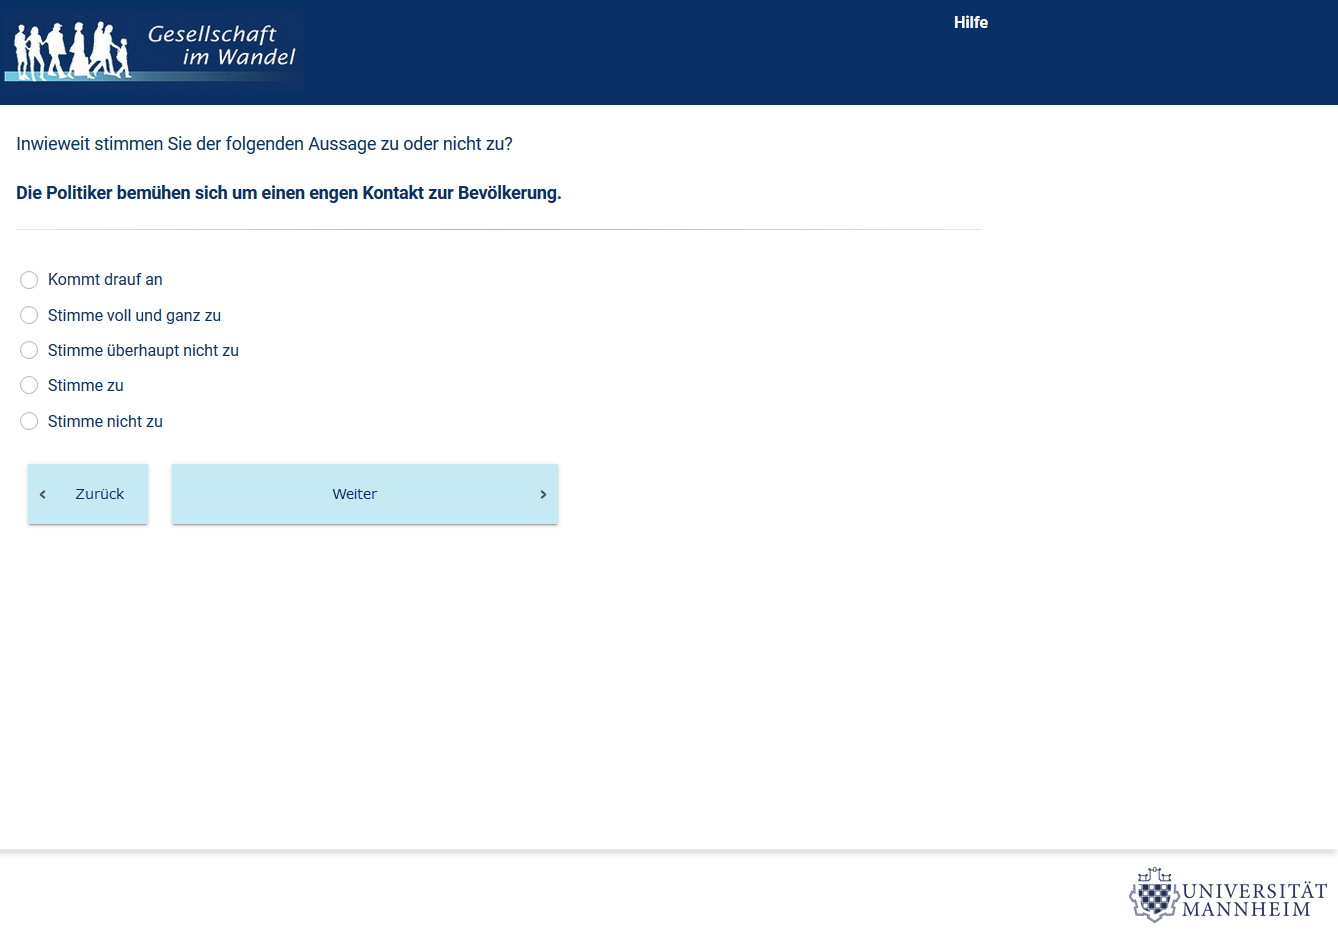 Gesellschaft
im Wandel
Hilfe
Inwieweit stimmen Sie der folgenden Aussage zu oder nicht zu?
Die Politiker bemühen sich um einen engen Kontakt zur Bevölkerung.
Kommt drauf an
Stimme voll und ganz zu
Stimme überhaupt nicht zu
Stimme zu
Stimme nicht zu
Zurück
Weiter
UNIVERSITÄT
MANNHEIM